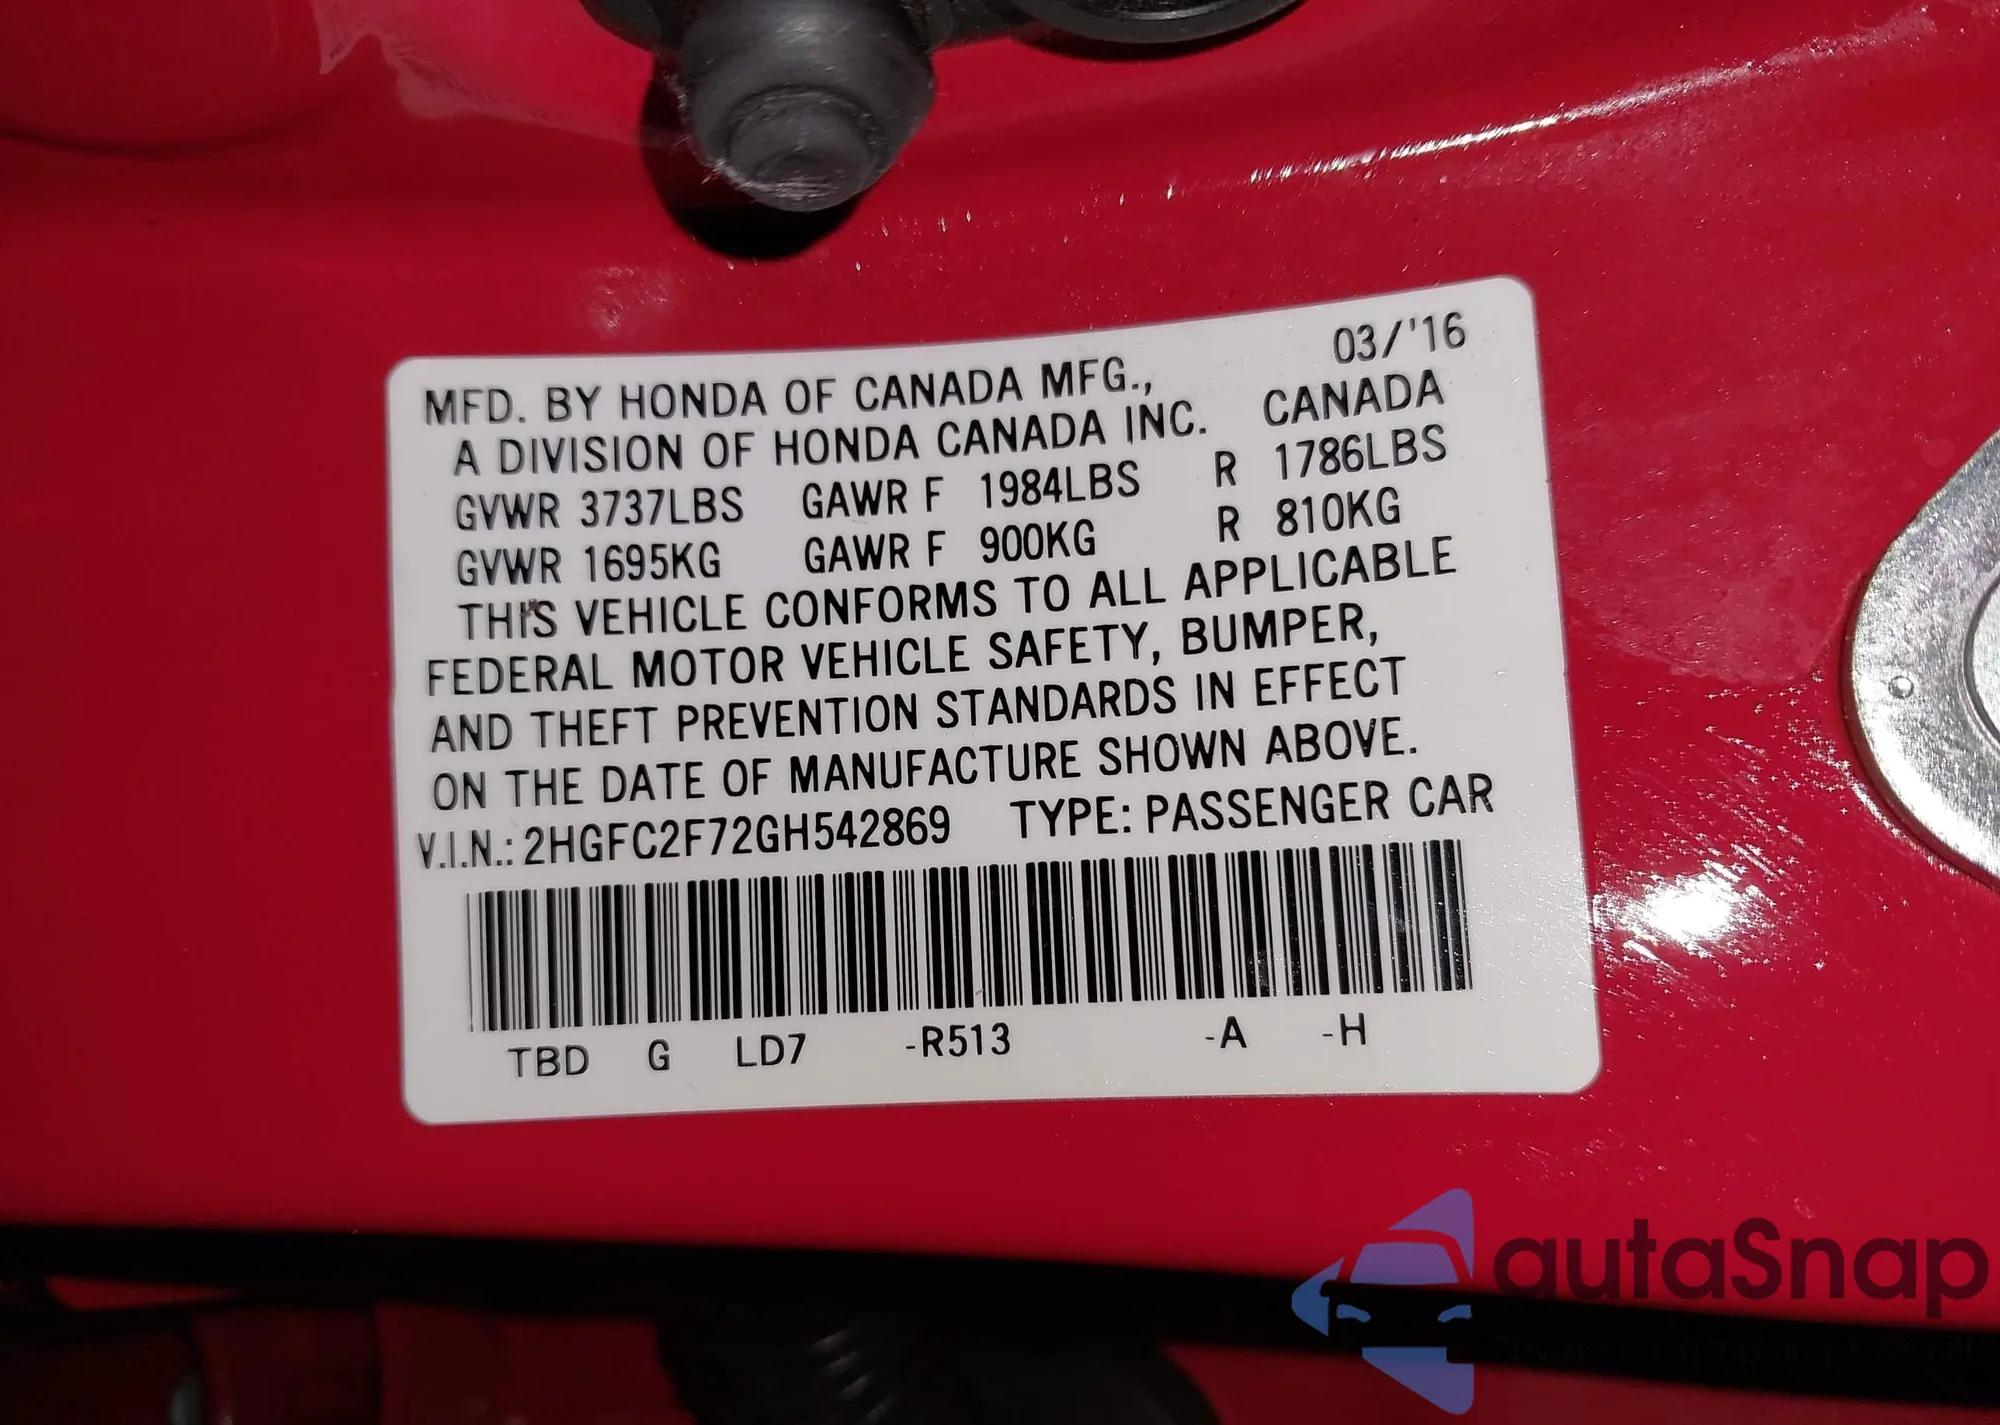 03/'16
MFD. BY HONDA OF CANADA MFG.,
A DIVISION OF HONDA CANADA INC. CANADA
GVWR 3737LBS GAWR F 1984LBS R 1786LBS
GVWR 1695KG GAWR F 900KG R 810KG
THIS VEHICLE CONFORMS TO ALL APPLICABLE
FEDERAL MOTOR VEHICLE SAFETY, BUMPER,
AND THEFT PREVENTION STANDARDS IN EFFECT
ON THE DATE OF MANUFACTURE SHOWN ABOVE.
V.I.N.: 2HGFC2F72GH542869 TYPE: PASSENGER CAR
TBD G LD7 -R513 -A -H
autaSnap